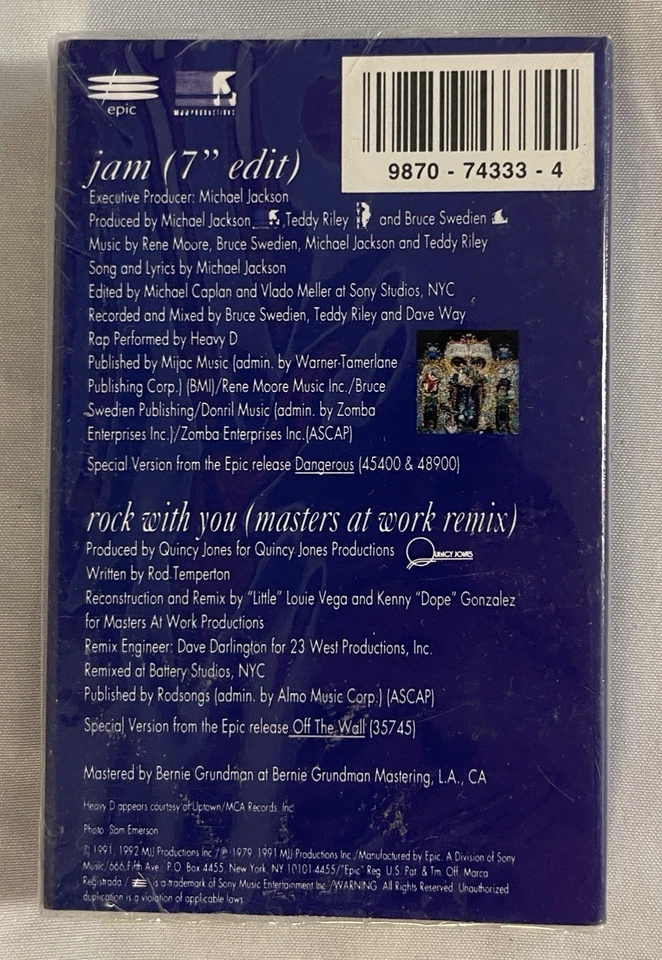 epic
MJJ PRODUCTIONS
9870 - 74333 - 4
jam (7" edit)
Executive Producer: Michael Jackson
Produced by Michael Jackson ,Teddy Riley and Bruce Swedien
Music by Rene Moore, Bruce Swedien, Michael Jackson and Teddy Riley
Song and Lyrics by Michael Jackson
Edited by Michael Caplan and Vlado Meller at Sony Studios, NYC
Recorded and Mixed by Bruce Swedien, Teddy Riley and Dave Way
Rap Performed by Heavy D
Published by Mijac Music (admin. by Warner-Tamerlane
Publishing Corp.) (BMI)/Rene Moore Music Inc./Bruce
Swedien Publishing/Donril Music (admin. by Zomba
Enterprises Inc.)/Zomba Enterprises Inc.(ASCAP)
Special Version from the Epic release Dangerous (45400 & 48900)
rock with you (masters at work remix)
Produced by Quincy Jones for Quincy Jones Productions QUINCY JONES
Written by Rod Temperton
Reconstruction and Remix by "Little" Louie Vega and Kenny "Dope" Gonzalez
for Masters At Work Productions
Remix Engineer: Dave Darlington for 23 West Productions, Inc.
Remixed at Battery Studios, NYC
Published by Rodsongs (admin. by Almo Music Corp.) (ASCAP)
Special Version from the Epic release Off The Wall (35745)
Mastered by Bernie Grundman at Bernie Grundman Mastering, L.A., CA
Heavy D appears courtesy of Uptown/MCA Records, Inc.
Photo: Sam Emerson
© 1991, 1992 MJJ Productions Inc./℗ 1979, 1991 MJJ Productions Inc./Manufactured by Epic, A Division of Sony
Music/666 Fifth Ave., P.O. Box 4455, New York, NY 10101-4455/"Epic" Reg. U.S. Pat. & Tm. Off. Marca
Registrada./ is a trademark of Sony Music Entertainment Inc./WARNING: All Rights Reserved. Unauthorized
duplication is a violation of applicable laws.